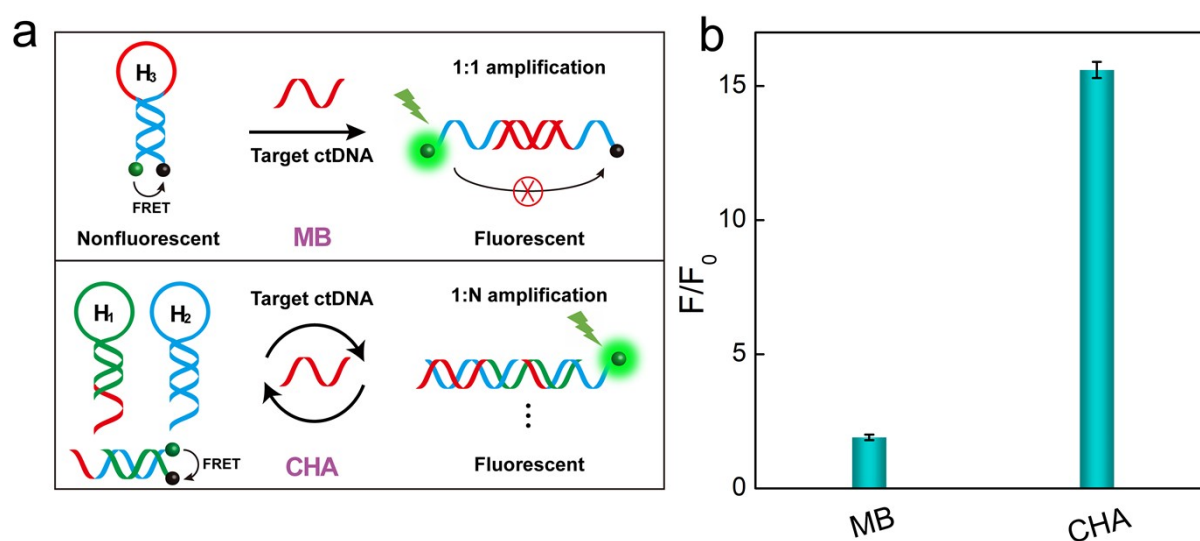 a
H₃
FRET
Nonfluorescent
Target ctDNA
MB
1:1 amplification
Fluorescent
H₁
H₂
FRET
Target ctDNA
CHA
1:N amplification
Fluorescent
b
F/F₀
15
10
5
0
MB
CHA